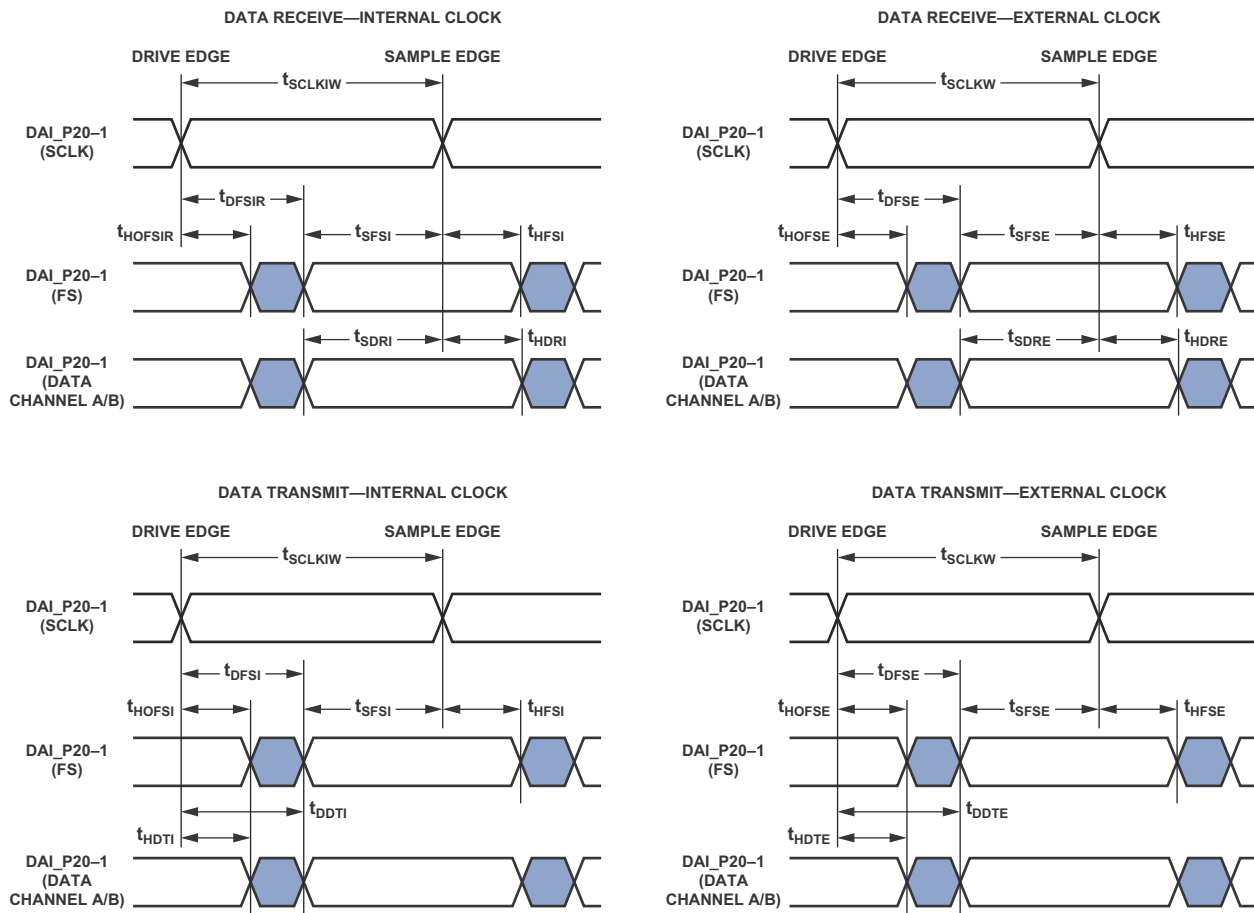 DATA RECEIVE—INTERNAL CLOCK
DRIVE EDGE
SAMPLE EDGE
tSCLKIW
DAI_P20–1
(SCLK)
tDFSIR
tHOFSIR
tSFSI
tHFSI
DAI_P20–1
(FS)
tSDRI
tHDRI
DAI_P20–1
(DATA
CHANNEL A/B)
DATA RECEIVE—EXTERNAL CLOCK
DRIVE EDGE
SAMPLE EDGE
tSCLKW
DAI_P20–1
(SCLK)
tDFSE
tHOFSE
tSFSE
tHFSE
DAI_P20–1
(FS)
tSDRE
tHDRE
DAI_P20–1
(DATA
CHANNEL A/B)
DATA TRANSMIT—INTERNAL CLOCK
DRIVE EDGE
SAMPLE EDGE
tSCLKIW
DAI_P20–1
(SCLK)
tDFSI
tHOFSI
tSFSI
tHFSI
DAI_P20–1
(FS)
tDDTI
tHDTI
DAI_P20–1
(DATA
CHANNEL A/B)
DATA TRANSMIT—EXTERNAL CLOCK
DRIVE EDGE
SAMPLE EDGE
tSCLKW
DAI_P20–1
(SCLK)
tDFSE
tHOFSE
tSFSE
tHFSE
DAI_P20–1
(FS)
tDDTE
tHDTE
DAI_P20–1
(DATA
CHANNEL A/B)